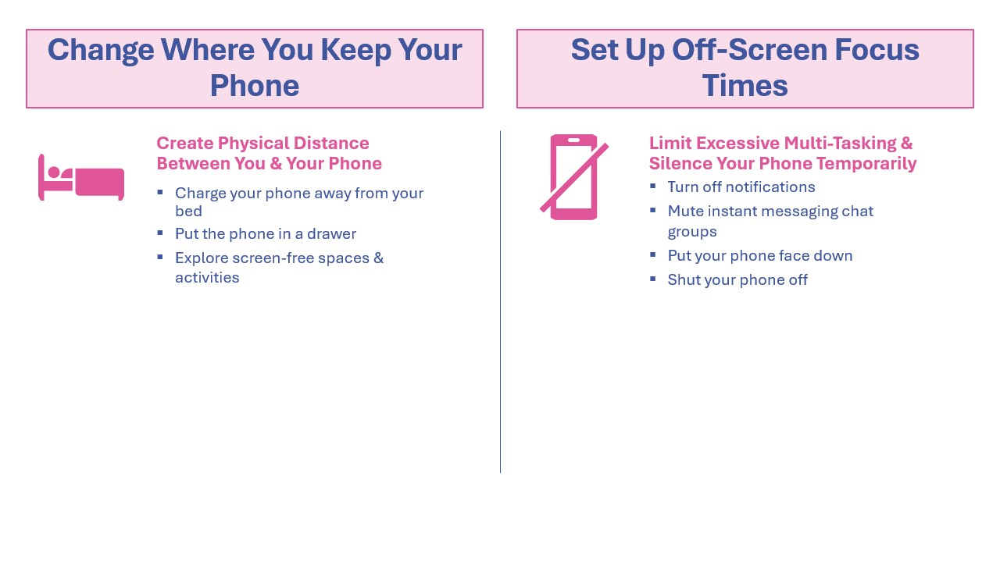 Change Where You Keep Your
Phone
Create Physical Distance
Between You & Your Phone
▪ Charge your phone away from your
bed
▪ Put the phone in a drawer
▪ Explore screen-free spaces &
activities
Set Up Off-Screen Focus
Times
Limit Excessive Multi-Tasking &
Silence Your Phone Temporarily
▪ Turn off notifications
▪ Mute instant messaging chat
groups
▪ Put your phone face down
▪ Shut your phone off